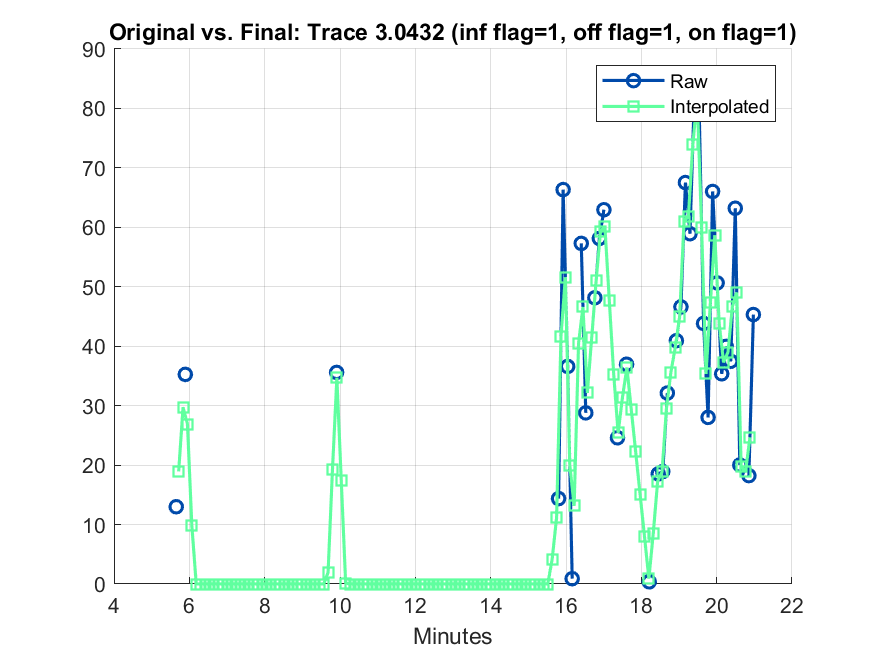 Original vs. Final: Trace 3.0432 (inf flag=1, off flag=1, on flag=1)
90
80
70
60
50
40
30
20
10
0
Raw
Interpolated
4 6 8 10 12 14 16 18 20 22
Minutes